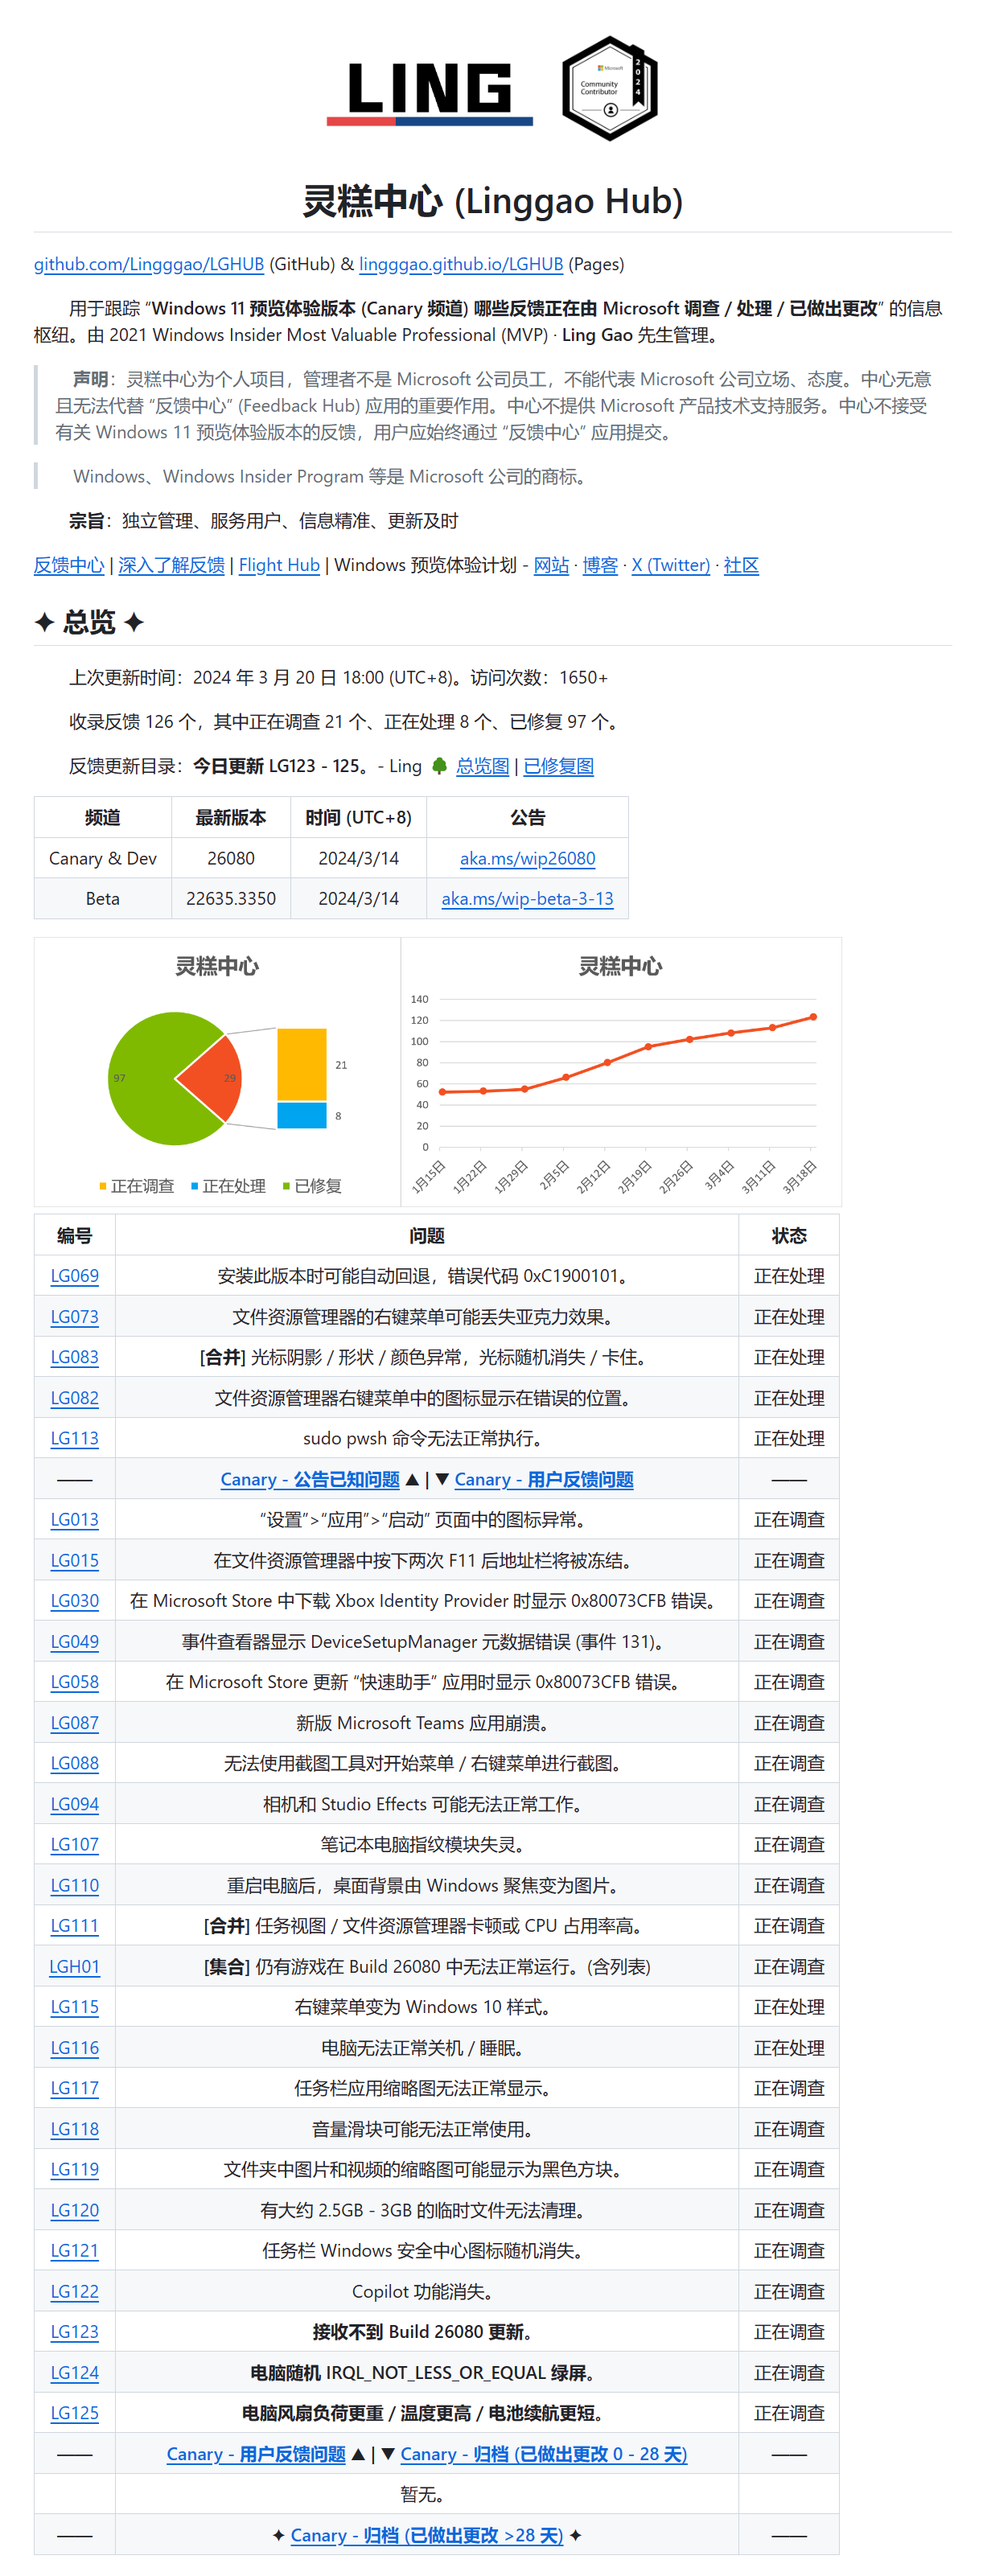 LING
Microsoft
Community
Contributor
2024
灵糕中心 (Linggao Hub)
github.com/Lingggao/LGHUB (GitHub) & lingggao.github.io/LGHUB (Pages)
用于跟踪 “Windows 11 预览体验版本 (Canary 频道) 哪些反馈正在由 Microsoft 调查 / 处理 / 已做出更改” 的信息
枢纽。由 2021 Windows Insider Most Valuable Professional (MVP) · Ling Gao 先生管理。
声明：灵糕中心为个人项目，管理者不是 Microsoft 公司员工，不能代表 Microsoft 公司立场、态度。中心无意
且无法代替 “反馈中心” (Feedback Hub) 应用的重要作用。中心不提供 Microsoft 产品技术支持服务。中心不接受
有关 Windows 11 预览体验版本的反馈，用户应始终通过 “反馈中心” 应用提交。
Windows、Windows Insider Program 等是 Microsoft 公司的商标。
宗旨：独立管理、服务用户、信息精准、更新及时
反馈中心 | 深入了解反馈 | Flight Hub | Windows 预览体验计划 - 网站 · 博客 · X (Twitter) · 社区
✦ 总览 ✦
上次更新时间：2024 年 3 月 20 日 18:00 (UTC+8)。访问次数：1650+
收录反馈 126 个，其中正在调查 21 个、正在处理 8 个、已修复 97 个。
反馈更新目录：今日更新 LG123 - 125。- Ling 🌳 总览图 | 已修复图
频道 最新版本 时间 (UTC+8) 公告
Canary & Dev 26080 2024/3/14 aka.ms/wip26080
Beta 22635.3350 2024/3/14 aka.ms/wip-beta-3-13
灵糕中心
97
29
21
8
正在调查 正在处理 已修复
灵糕中心
140
120
100
80
60
40
20
0
1月15日 1月22日 1月29日 2月5日 2月12日 2月19日 2月26日 3月4日 3月11日 3月18日
编号 问题 状态
LG069 安装此版本时可能自动回退，错误代码 0xC1900101。 正在处理
LG073 文件资源管理器的右键菜单可能丢失亚克力效果。 正在处理
LG083 [合并] 光标阴影 / 形状 / 颜色异常，光标随机消失 / 卡住。 正在处理
LG082 文件资源管理器右键菜单中的图标显示在错误的位置。 正在处理
LG113 sudo pwsh 命令无法正常执行。 正在处理
—— Canary - 公告已知问题 ▲ | ▼ Canary - 用户反馈问题 ——
LG013 “设置”>“应用”>“启动” 页面中的图标异常。 正在调查
LG015 在文件资源管理器中按下两次 F11 后地址栏将被冻结。 正在调查
LG030 在 Microsoft Store 中下载 Xbox Identity Provider 时显示 0x80073CFB 错误。 正在调查
LG049 事件查看器显示 DeviceSetupManager 元数据错误 (事件 131)。 正在调查
LG058 在 Microsoft Store 更新 “快速助手” 应用时显示 0x80073CFB 错误。 正在调查
LG087 新版 Microsoft Teams 应用崩溃。 正在调查
LG088 无法使用截图工具对开始菜单 / 右键菜单进行截图。 正在调查
LG094 相机和 Studio Effects 可能无法正常工作。 正在调查
LG107 笔记本电脑指纹模块失灵。 正在调查
LG110 重启电脑后，桌面背景由 Windows 聚焦变为图片。 正在调查
LG111 [合并] 任务视图 / 文件资源管理器卡顿或 CPU 占用率高。 正在调查
LGH01 [集合] 仍有游戏在 Build 26080 中无法正常运行。(含列表) 正在调查
LG115 右键菜单变为 Windows 10 样式。 正在处理
LG116 电脑无法正常关机 / 睡眠。 正在处理
LG117 任务栏应用缩略图无法正常显示。 正在调查
LG118 音量滑块可能无法正常使用。 正在调查
LG119 文件夹中图片和视频的缩略图可能显示为黑色方块。 正在调查
LG120 有大约 2.5GB - 3GB 的临时文件无法清理。 正在调查
LG121 任务栏 Windows 安全中心图标随机消失。 正在调查
LG122 Copilot 功能消失。 正在调查
LG123 接收不到 Build 26080 更新。 正在调查
LG124 电脑随机 IRQL_NOT_LESS_OR_EQUAL 绿屏。 正在调查
LG125 电脑风扇负荷更重 / 温度更高 / 电池续航更短。 正在调查
—— Canary - 用户反馈问题 ▲ | ▼ Canary - 归档 (已做出更改 0 - 28 天) ——
暂无。
—— ✦ Canary - 归档 (已做出更改 >28 天) ✦ ——